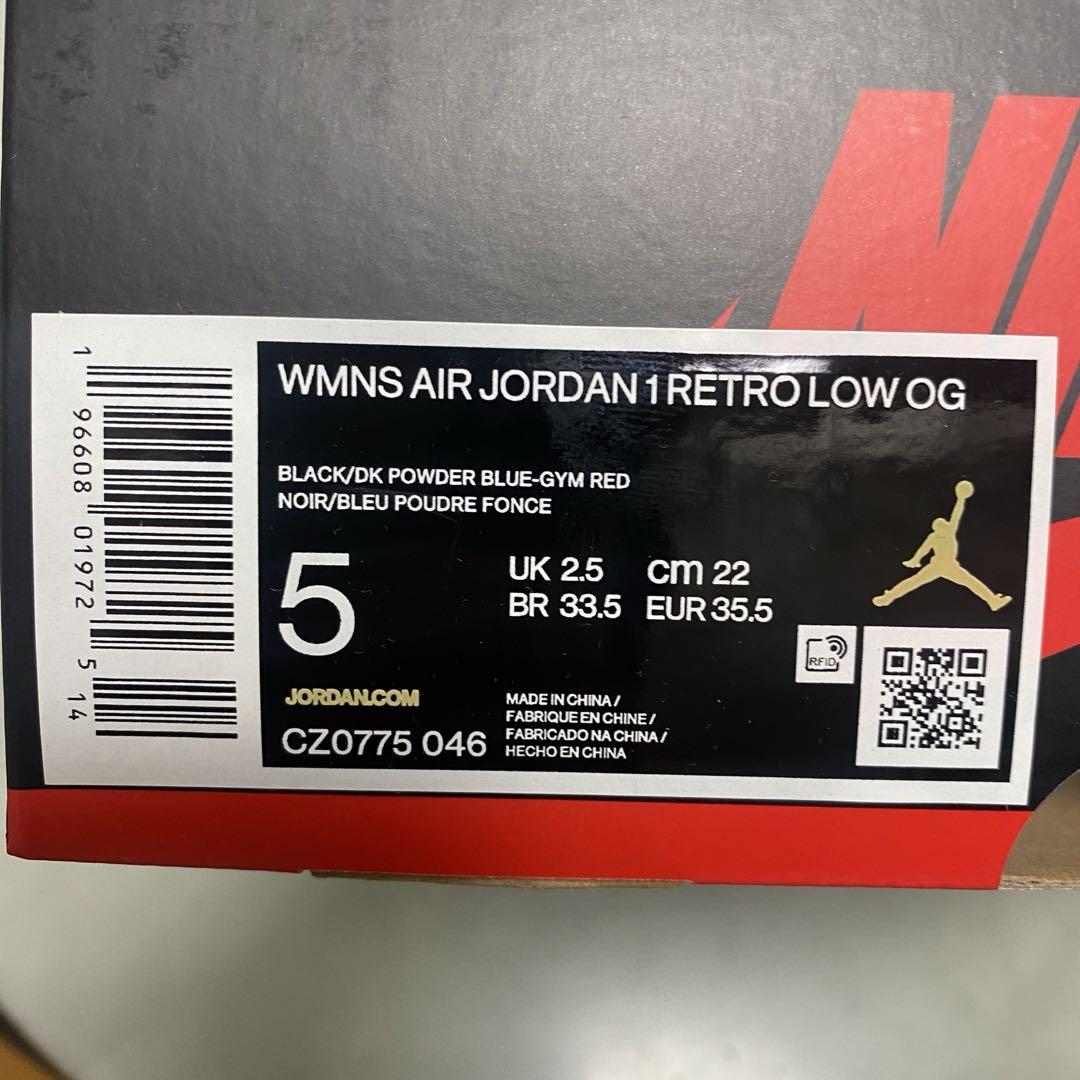 WMNS AIR JORDAN 1 RETRO LOW OG
BLACK/DK POWDER BLUE-GYM RED
NOIR/BLEU POUDRE FONCE
5
UK 2.5 cm 22
BR 33.5 EUR 35.5
RFID
JORDAN.COM
CZ0775 046
MADE IN CHINA /
FABRIQUE EN CHINE /
FABRICADO NA CHINA /
HECHO EN CHINA
1 96608 01972 5 14